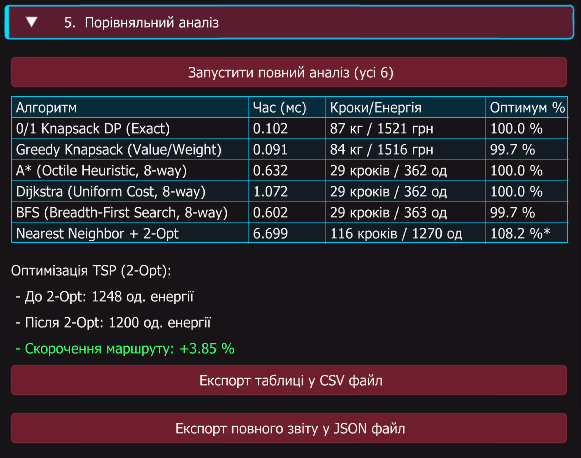 ▼ 5. Порівняльний аналіз
Запустити повний аналіз (усі 6)
Алгоритм Час (мс) Кроки/Енергія Оптимум %
0/1 Knapsack DP (Exact) 0.102 87 кг / 1521 грн 100.0 %
Greedy Knapsack (Value/Weight) 0.091 84 кг / 1516 грн 99.7 %
A* (Octile Heuristic, 8-way) 0.632 29 кроків / 362 од 100.0 %
Dijkstra (Uniform Cost, 8-way) 1.072 29 кроків / 362 од 100.0 %
BFS (Breadth-First Search, 8-way) 0.602 29 кроків / 363 од 99.7 %
Nearest Neighbor + 2-Opt 6.699 116 кроків / 1270 од 108.2 %*
Оптимізація TSP (2-Opt):
- До 2-Opt: 1248 од. енергії
- Після 2-Opt: 1200 од. енергії
- Скорочення маршруту: +3.85 %
Експорт таблиці у CSV файл
Експорт повного звіту у JSON файл